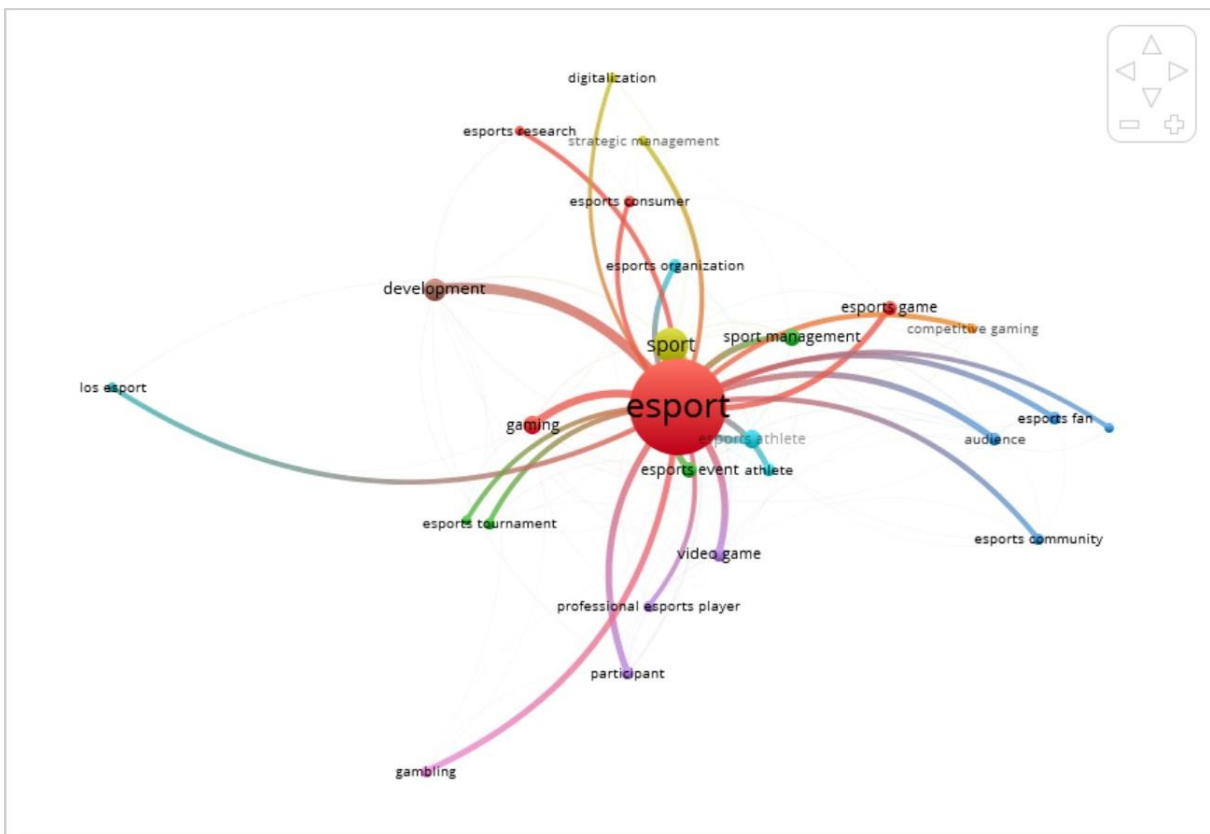 digitalization
esports research
strategic management
esports consumer
esports organization
development
esports game
competitive gaming
sport management
sport
los esport
esport
gaming
esports fan
audience
esports athlete
esports event
athlete
esports tournament
esports community
video game
professional esports player
participant
gambling